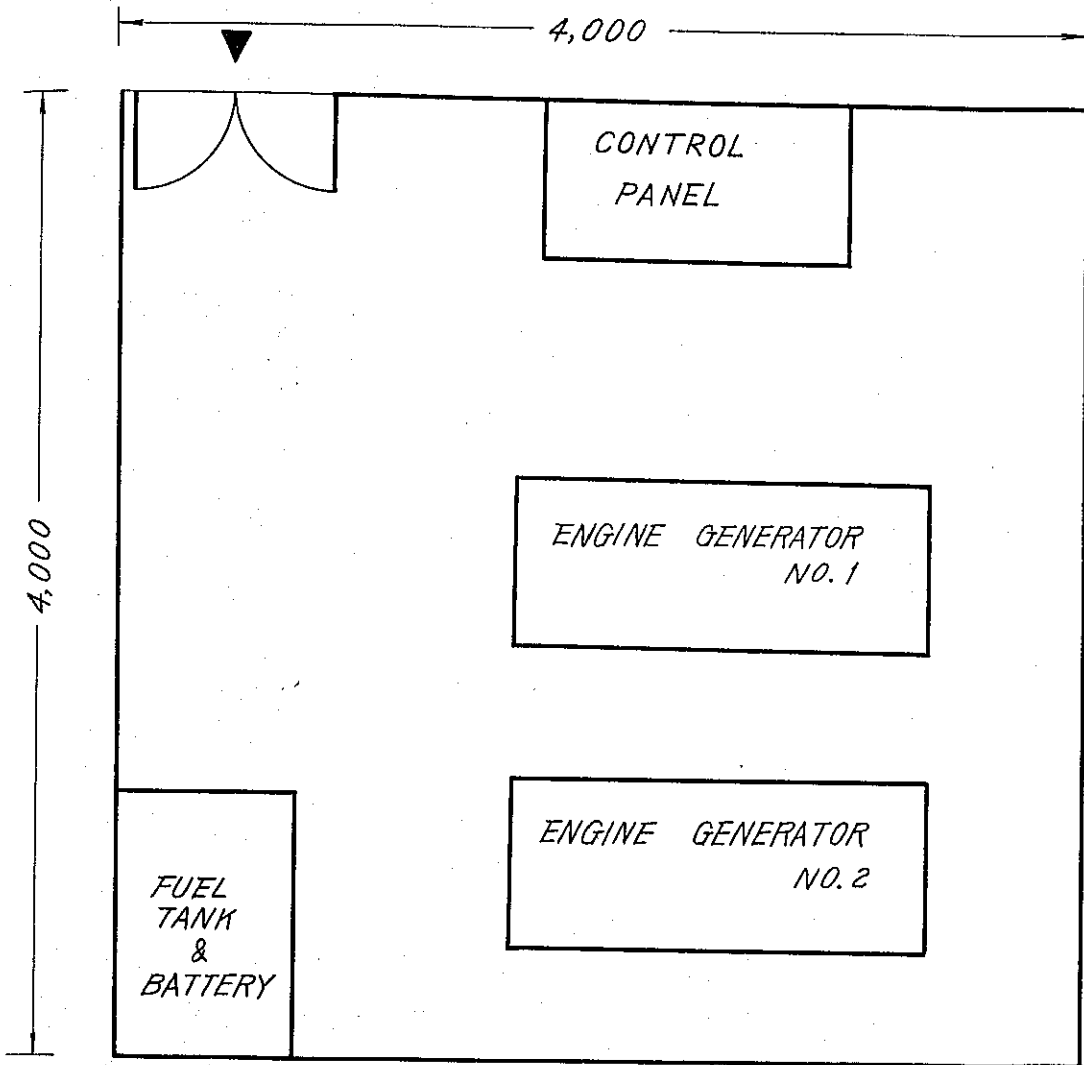 4,000
CONTROL
PANEL
4,000
ENGINE GENERATOR
NO.1
ENGINE GENERATOR
NO.2
FUEL
TANK
&
BATTERY